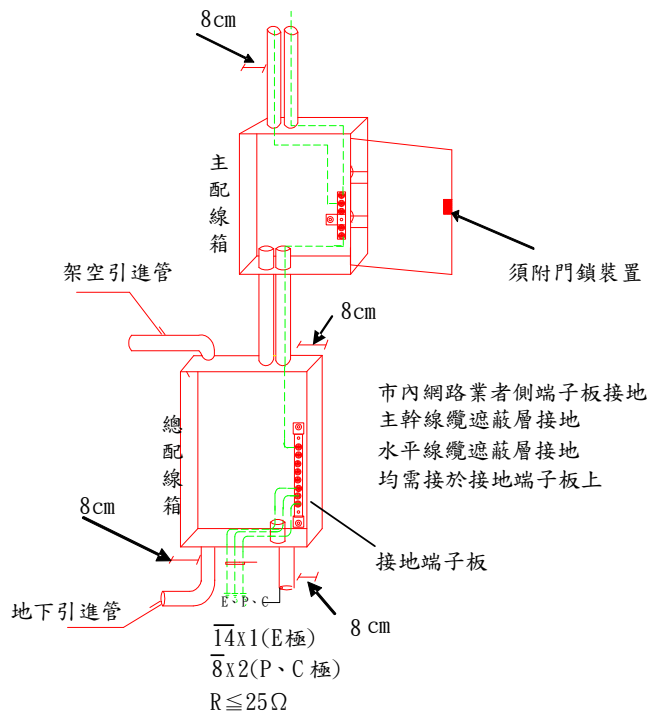 8cm
主配線箱
須附門鎖裝置
架空引進管
8cm
市內網路業者側端子板接地
主幹線纜遮蔽層接地
水平線纜遮蔽層接地
均需接於接地端子板上
總配線箱
8cm
接地端子板
地下引進管
E、P、C
8cm
14x1(E極)
8x2(P、C極)
R≦25Ω